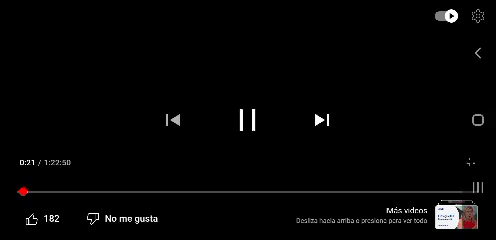 0:21 / 1:22:50
182
No me gusta
Más videos
Desliza hacia arriba o presiona para ver todo